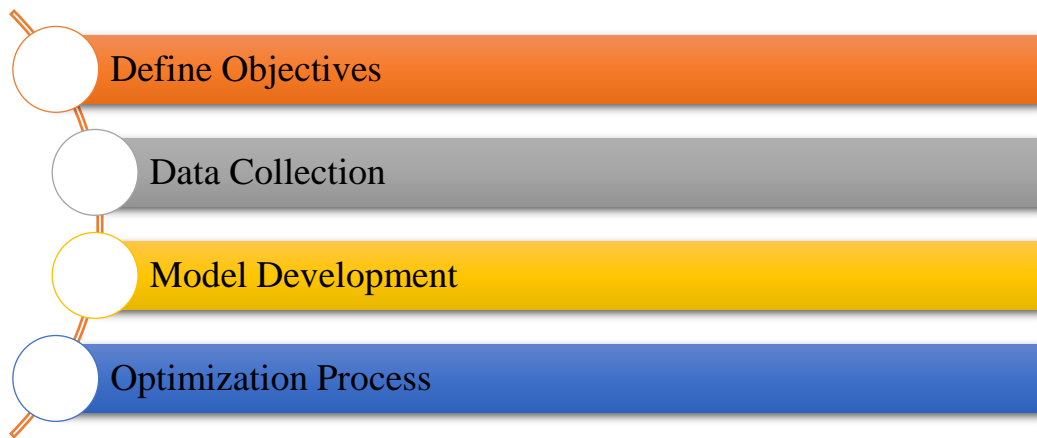 Define Objectives
Data Collection
Model Development
Optimization Process